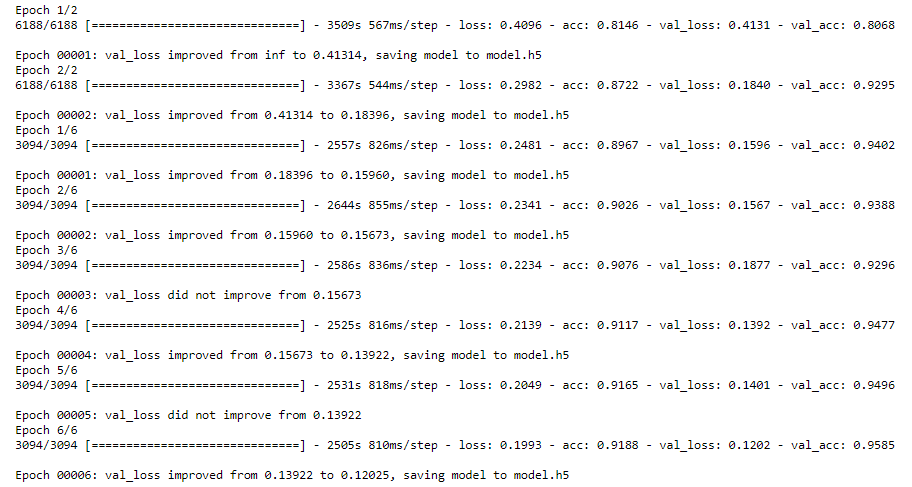 Epoch 1/2
6188/6188 [==============================] - 3509s 567ms/step - loss: 0.4096 - acc: 0.8146 - val_loss: 0.4131 - val_acc: 0.8068
Epoch 00001: val_loss improved from inf to 0.41314, saving model to model.h5
Epoch 2/2
6188/6188 [==============================] - 3367s 544ms/step - loss: 0.2982 - acc: 0.8722 - val_loss: 0.1840 - val_acc: 0.9295
Epoch 00002: val_loss improved from 0.41314 to 0.18396, saving model to model.h5
Epoch 1/6
3094/3094 [==============================] - 2557s 826ms/step - loss: 0.2481 - acc: 0.8967 - val_loss: 0.1596 - val_acc: 0.9402
Epoch 00001: val_loss improved from 0.18396 to 0.15960, saving model to model.h5
Epoch 2/6
3094/3094 [==============================] - 2644s 855ms/step - loss: 0.2341 - acc: 0.9026 - val_loss: 0.1567 - val_acc: 0.9388
Epoch 00002: val_loss improved from 0.15960 to 0.15673, saving model to model.h5
Epoch 3/6
3094/3094 [==============================] - 2586s 836ms/step - loss: 0.2234 - acc: 0.9076 - val_loss: 0.1877 - val_acc: 0.9296
Epoch 00003: val_loss did not improve from 0.15673
Epoch 4/6
3094/3094 [==============================] - 2525s 816ms/step - loss: 0.2139 - acc: 0.9117 - val_loss: 0.1392 - val_acc: 0.9477
Epoch 00004: val_loss improved from 0.15673 to 0.13922, saving model to model.h5
Epoch 5/6
3094/3094 [==============================] - 2531s 818ms/step - loss: 0.2049 - acc: 0.9165 - val_loss: 0.1401 - val_acc: 0.9496
Epoch 00005: val_loss did not improve from 0.13922
Epoch 6/6
3094/3094 [==============================] - 2505s 810ms/step - loss: 0.1993 - acc: 0.9188 - val_loss: 0.1202 - val_acc: 0.9585
Epoch 00006: val_loss improved from 0.13922 to 0.12025, saving model to model.h5